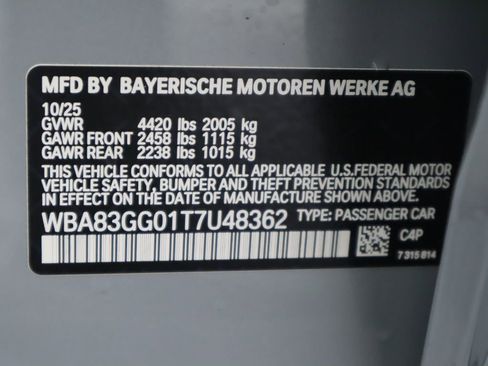 MFD BY BAYERISCHE MOTOREN WERKE AG
10/25
GVWR 4420 lbs 2005 kg
GAWR FRONT 2458 lbs 1115 kg
GAWR REAR 2238 lbs 1015 kg
THIS VEHICLE CONFORMS TO ALL APPLICABLE U.S.FEDERAL MOTOR
VEHICLE SAFETY, BUMPER AND THEFT PREVENTION STANDARDS
IN EFFECT ON THE DATE OF MANUFACTURE SHOWN ABOVE.
WBA83GG01T7U48362 TYPE: PASSENGER CAR
C4P
7 315 814